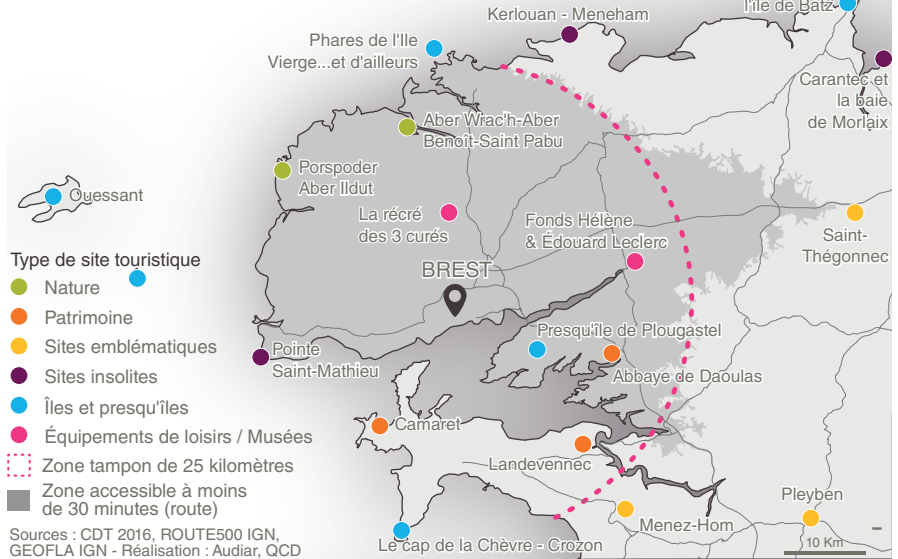 l'île de Batz
Kerlouan - Meneham
Phares de l'Ile
Vierge...et d'ailleurs
Carantec et
la baie
de Morlaix
Aber Wrac'h-Aber
Benoît-Saint Pabu
Porspoder
Aber Ildut
Ouessant
La récré
des 3 curés
Fonds Hélène
& Édouard Leclerc
Saint-
Thégonnec
BREST
Presqu'île de Plougastel
Pointe
Saint-Mathieu
Abbaye de Daoulas
Camaret
Landevennec
Pleyben
Menez-Hom
Le cap de la Chèvre - Crozon
10 Km
Type de site touristique
Nature
Patrimoine
Sites emblématiques
Sites insolites
Îles et presqu'îles
Équipements de loisirs / Musées
Zone tampon de 25 kilomètres
Zone accessible à moins
de 30 minutes (route)
Sources : CDT 2016, ROUTE500 IGN,
GEOFLA IGN - Réalisation : Audiar, QCD